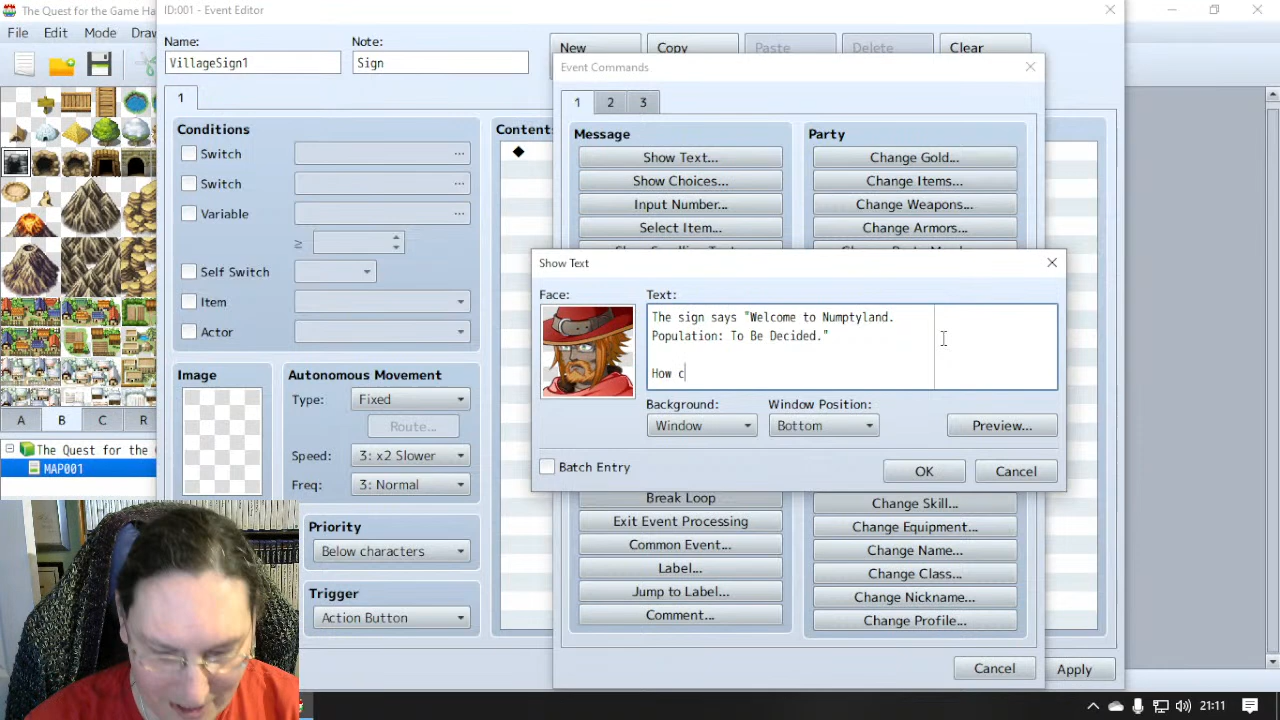 The Quest for the Game Ha
ID:001 - Event Editor
File Edit Mode Draw
Name:
Note:
VillageSign1
Sign
New
Copy
Paste
Delete
Clear
Event Commands
1
1 2 3
Conditions
Contents
Message
Party
Switch
...
Switch
...
Variable
...
≥
Self Switch
Item
Actor
Show Text...
Show Choices...
Input Number...
Select Item...
Change Gold...
Change Items...
Change Weapons...
Change Armors...
Show Text
Face:
Text:
The sign says "Welcome to Numptyland.
Population: To Be Decided."
How c
Background:
Window Position:
Window
Bottom
Preview...
Batch Entry
OK
Cancel
Image
Autonomous Movement
Type:
Fixed
Route...
Speed:
3: x2 Slower
Freq:
3: Normal
A B C R
The Quest for the
MAP001
Priority
Below characters
Trigger
Action Button
Break Loop
Exit Event Processing
Common Event...
Label...
Jump to Label...
Comment...
Change Skill...
Change Equipment...
Change Name...
Change Class...
Change Nickname...
Change Profile...
Cancel
Apply
21:11